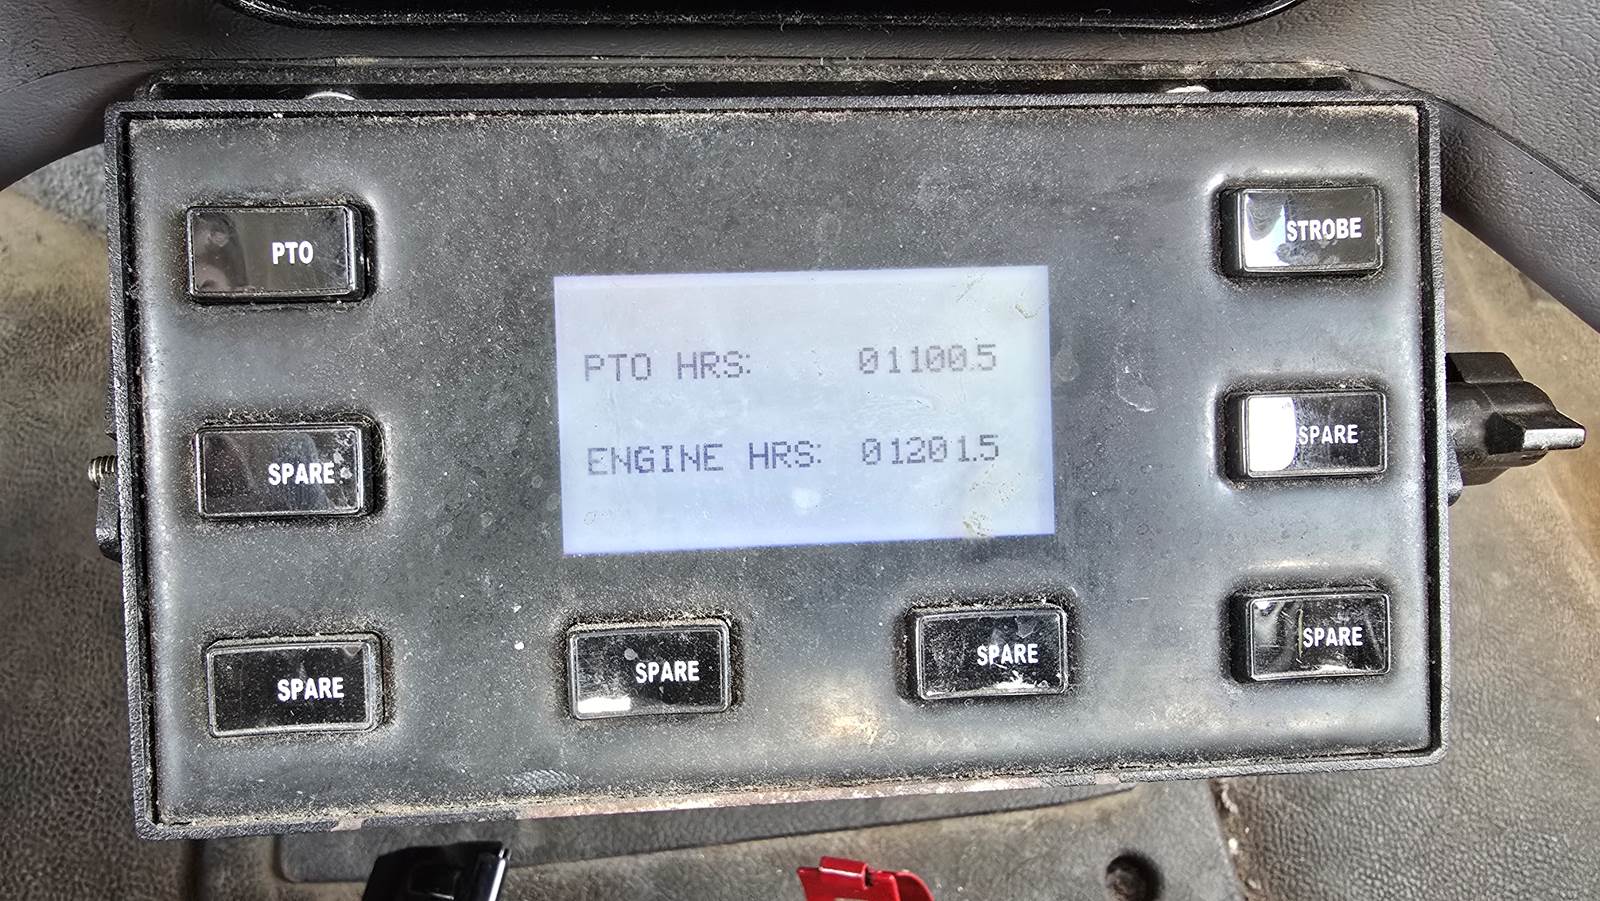 PTO
STROBE
PTO HRS: 01100.5
SPARE
ENGINE HRS: 01201.5
SPARE
SPARE
SPARE
SPARE
SPARE